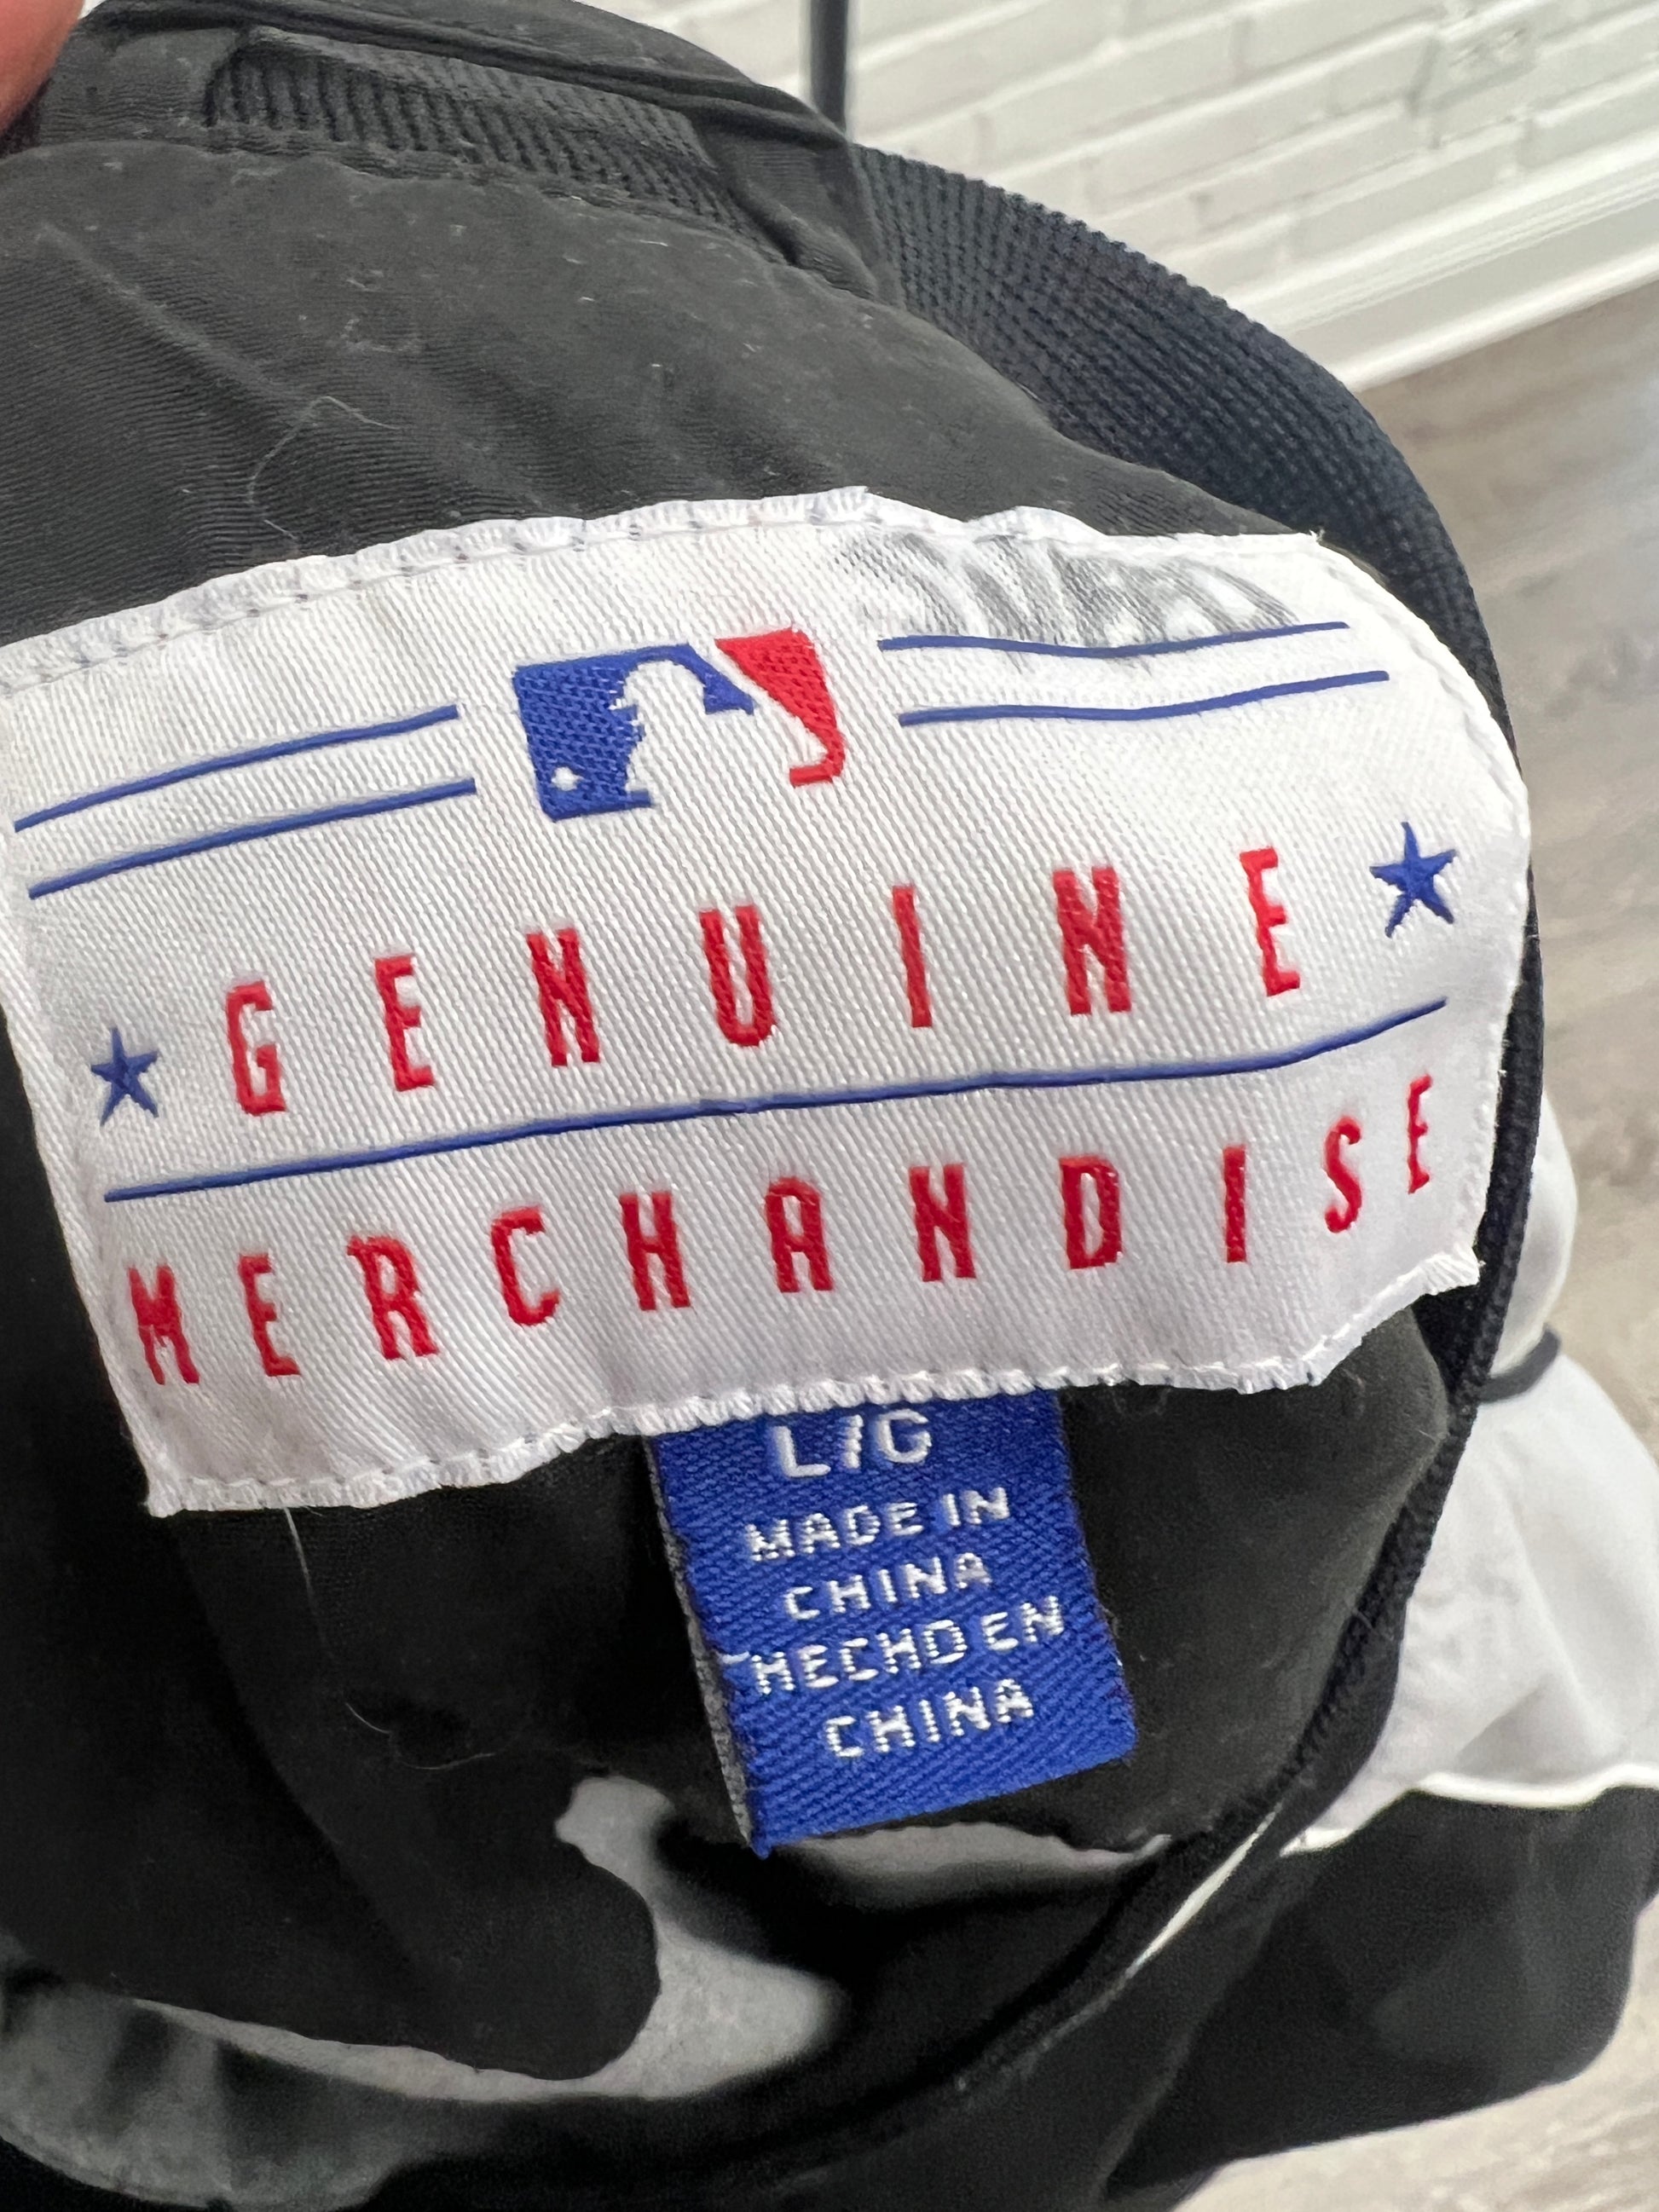 GENUINE
MERCHANDISE
L/G
MADE IN
CHINA
HECHO EN
CHINA